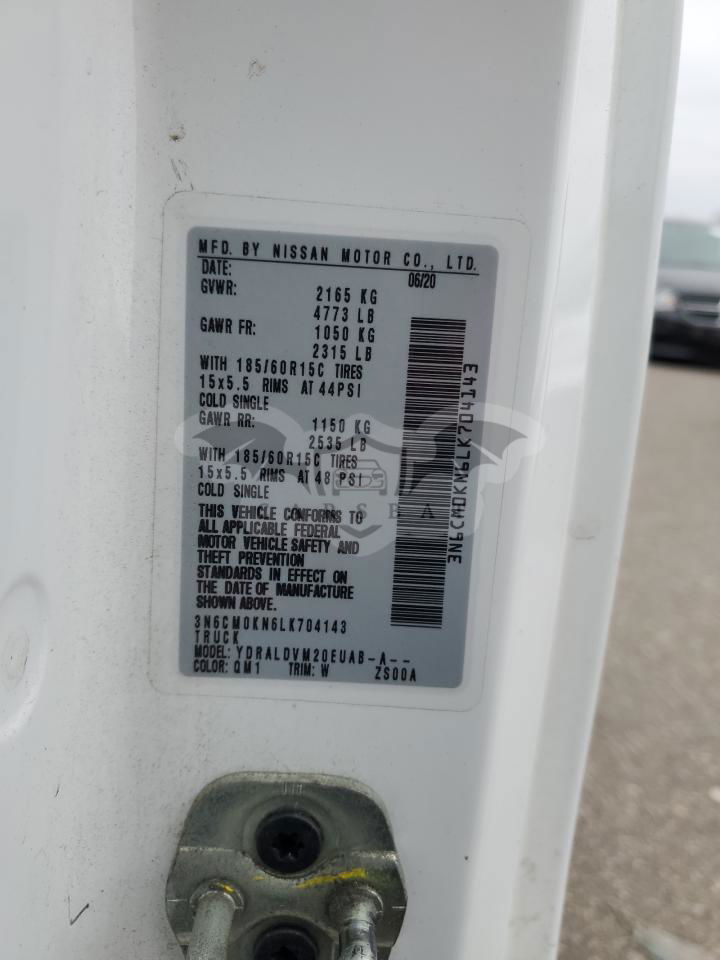 MFD. BY NISSAN MOTOR CO., LTD.
DATE: 06/20
GVWR: 2165 KG
4773 LB
GAWR FR: 1050 KG
2315 LB
WITH 185/60R15C TIRES
15x5.5 RIMS AT 44PSI
COLD SINGLE
GAWR RR: 1150 KG
2535 LB
WITH 185/60R15C TIRES
15x5.5 RIMS AT 48 PSI
COLD SINGLE
THIS VEHICLE CONFORMS TO
ALL APPLICABLE FEDERAL
MOTOR VEHICLE SAFETY AND
THEFT PREVENTION
STANDARDS IN EFFECT ON
THE DATE OF MANUFACTURE
SHOWN ABOVE.
3N6CM0KN6LK704143
TRUCK
MODEL: YDRALDVM20EUAB-A--
COLOR: QM1 TRIM: W ZS00A
3N6CM0KN6LK704143
ARSBA